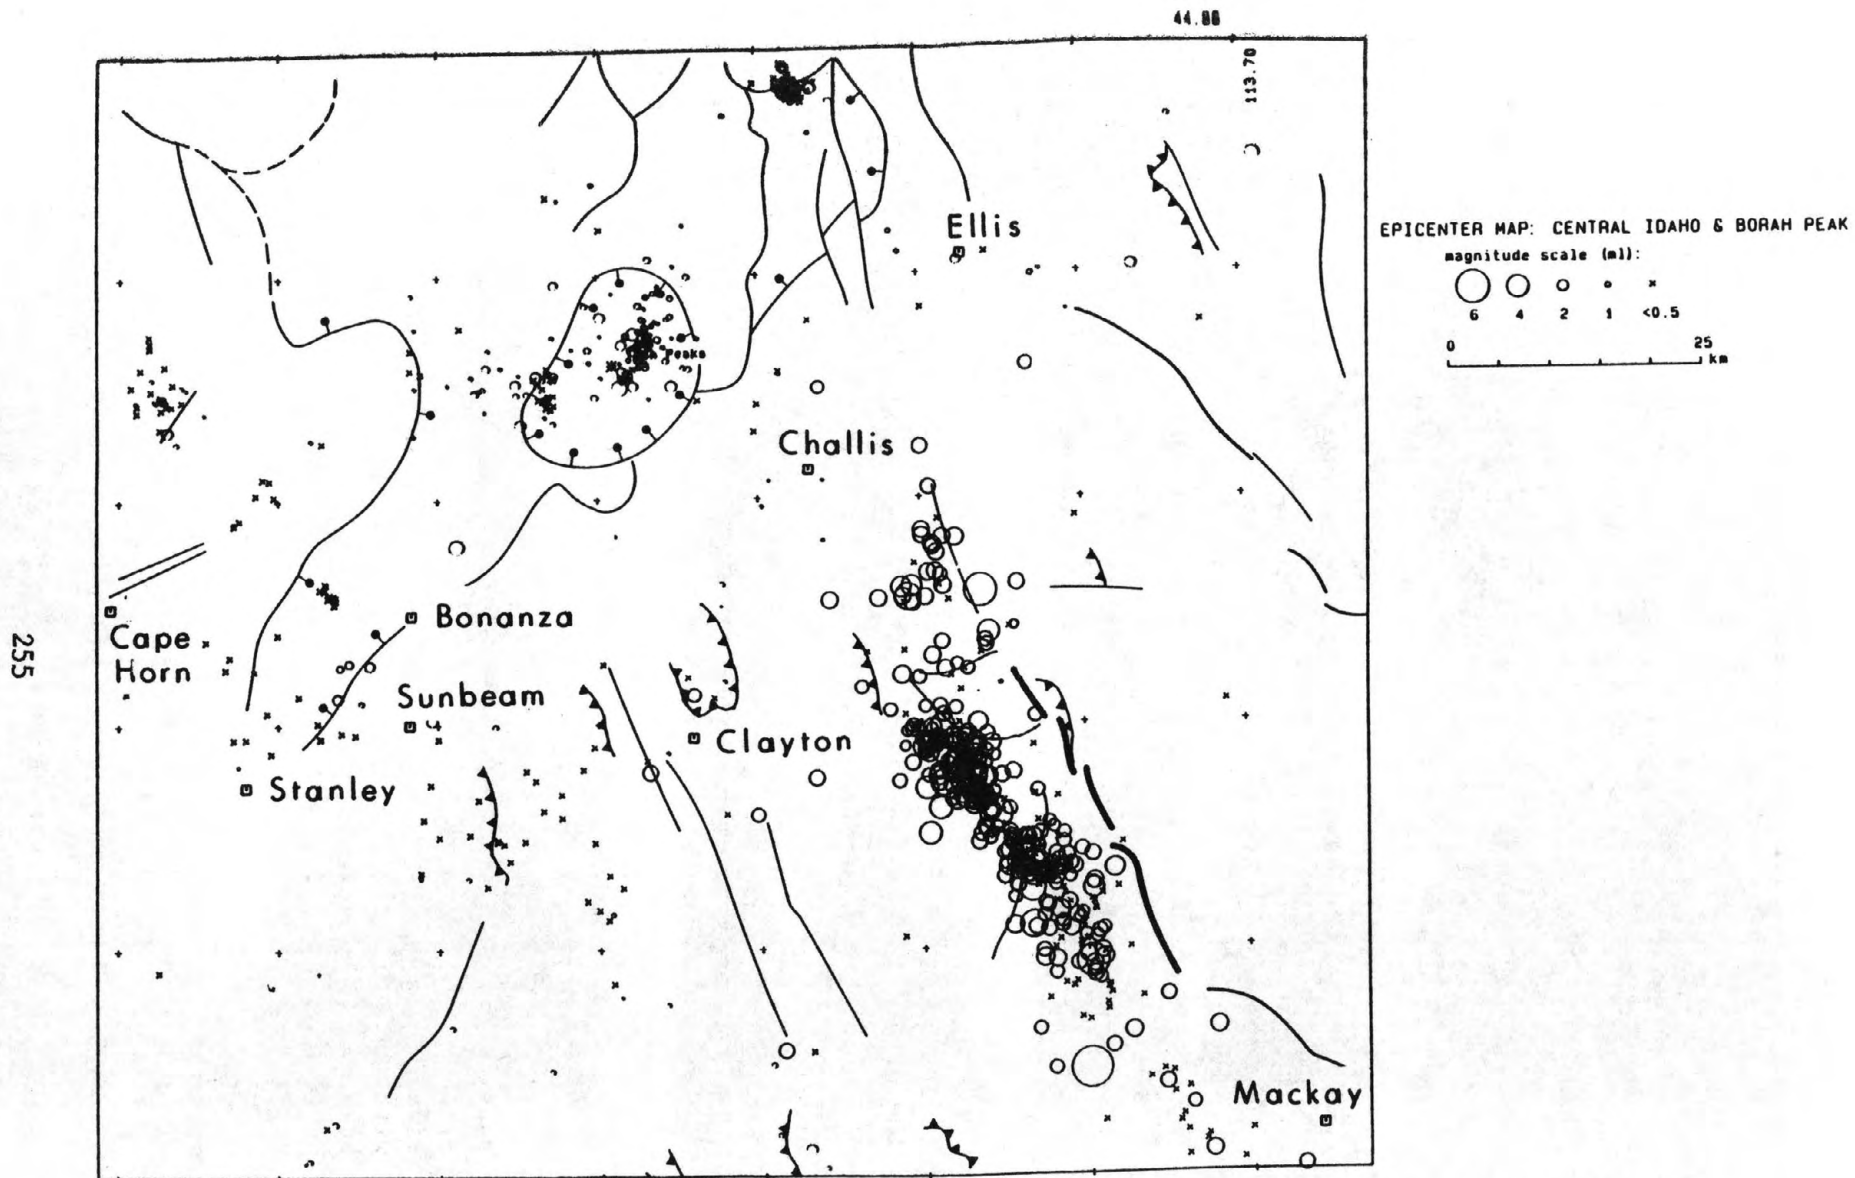 44.88
113.70
Ellis
EPICENTER MAP: CENTRAL IDAHO & BORAH PEAK
magnitude scale (ml):
6 4 2 1 <0.5
0 25
km
Peaks
Challis
Bonanza
Cape
Horn
Sunbeam
Clayton
Stanley
Mackay
255